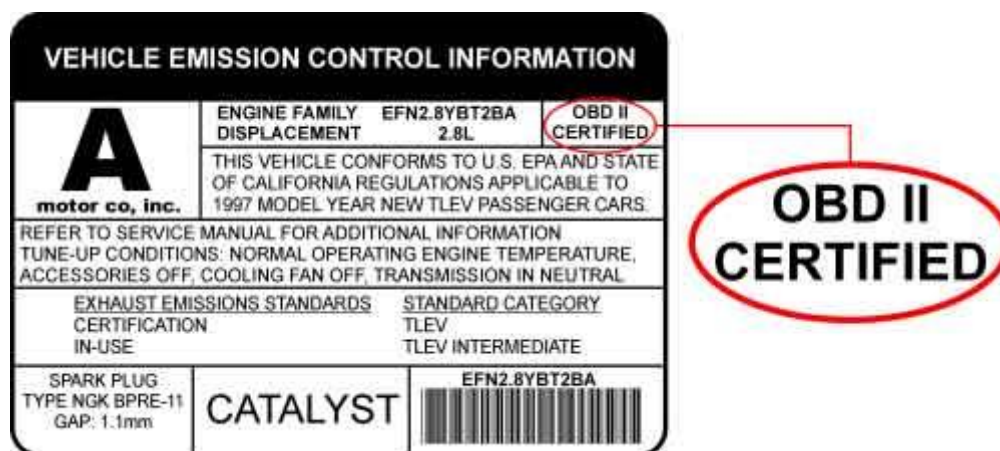 VEHICLE EMISSION CONTROL INFORMATION
A
motor co, inc.
ENGINE FAMILY EFN2.8YBT2BA
DISPLACEMENT 2.8L
OBD II
CERTIFIED
THIS VEHICLE CONFORMS TO U.S. EPA AND STATE
OF CALIFORNIA REGULATIONS APPLICABLE TO
1997 MODEL YEAR NEW TLEV PASSENGER CARS.
REFER TO SERVICE MANUAL FOR ADDITIONAL INFORMATION
TUNE-UP CONDITIONS: NORMAL OPERATING ENGINE TEMPERATURE,
ACCESSORIES OFF, COOLING FAN OFF, TRANSMISSION IN NEUTRAL
EXHAUST EMISSIONS STANDARDS STANDARD CATEGORY
CERTIFICATION TLEV
IN-USE TLEV INTERMEDIATE
SPARK PLUG
TYPE NGK BPRE-11
GAP: 1.1mm
CATALYST
EFN2.8YBT2BA
OBD II
CERTIFIED